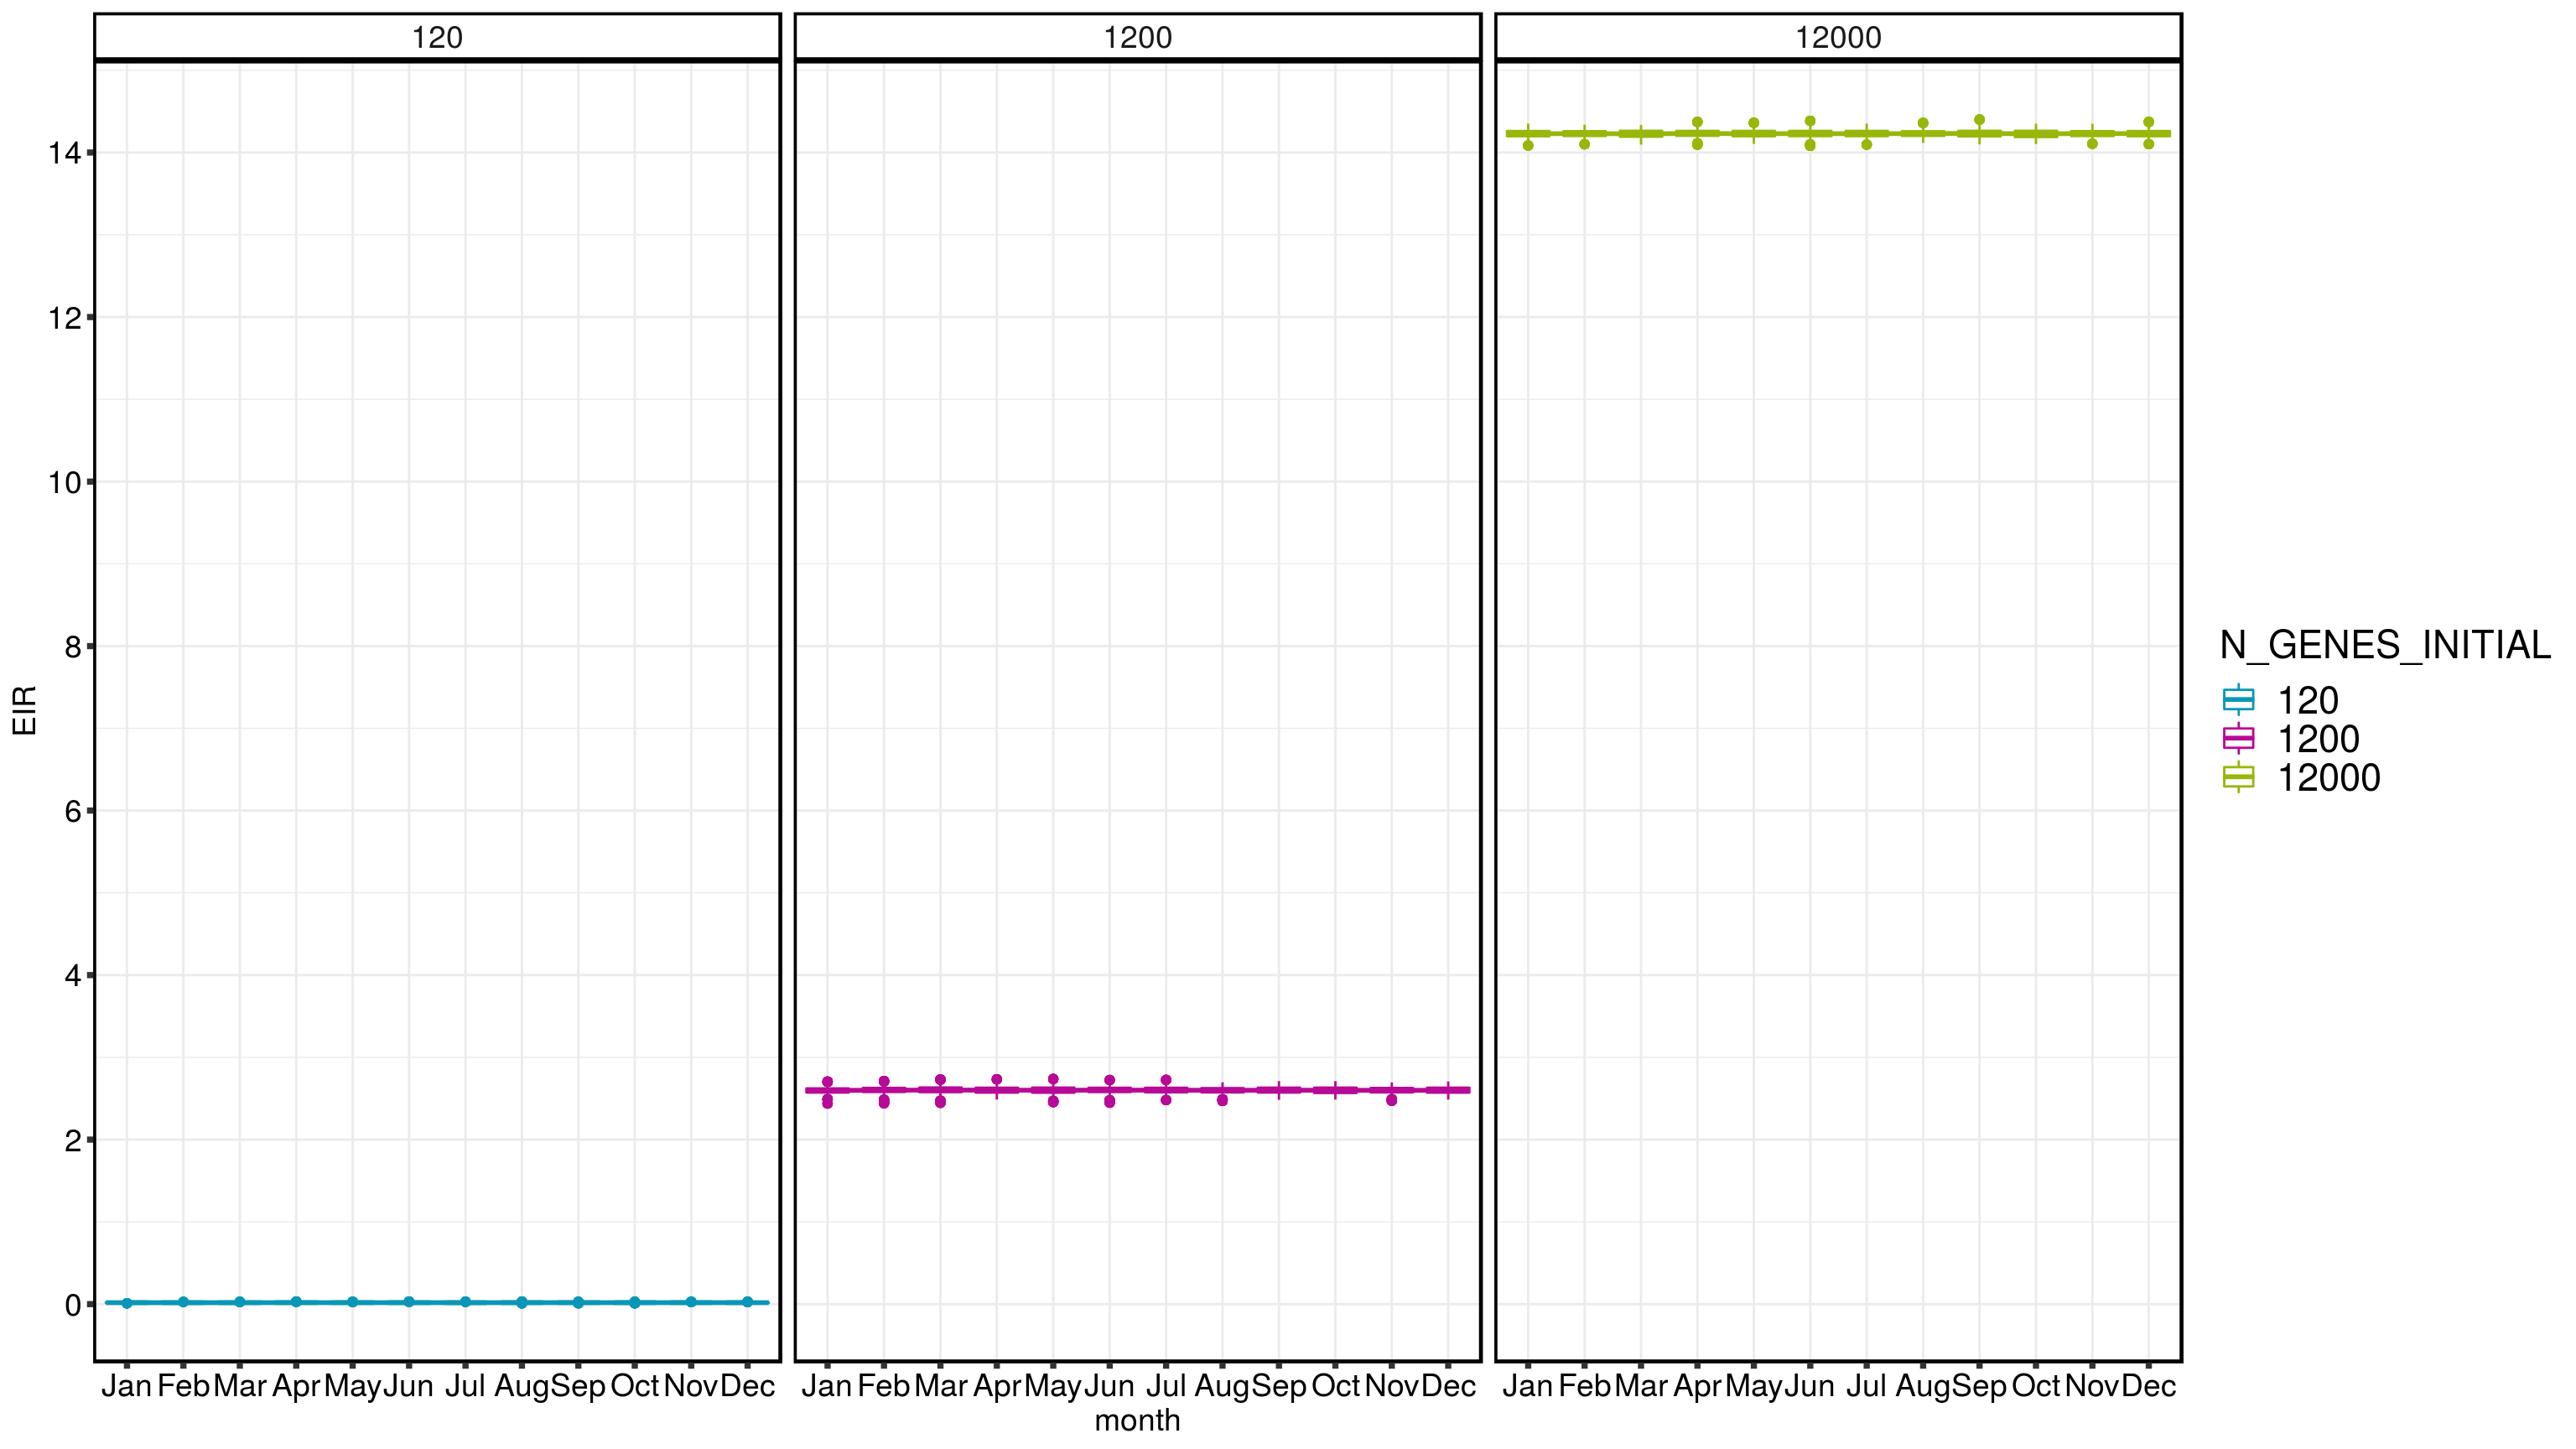 120 1200 12000
14
12
10
8
6
4
2
0
EIR
Jan Feb Mar Apr May Jun Jul Aug Sep Oct Nov Dec
Jan Feb Mar Apr May Jun Jul Aug Sep Oct Nov Dec
Jan Feb Mar Apr May Jun Jul Aug Sep Oct Nov Dec
month
N_GENES_INITIAL
120
1200
12000